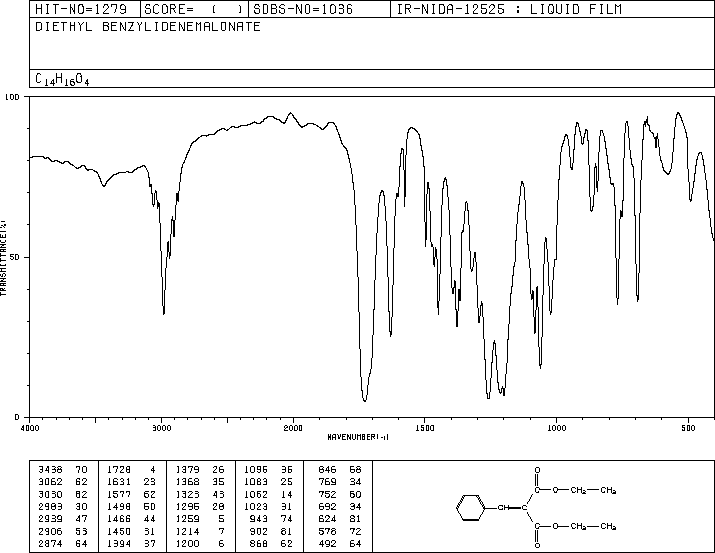 HIT-NO=1279 SCORE= ( ) SDBS-NO=1036 IR-NIDA-12525 : LIQUID FILM
DIETHYL BENZYLIDENEMALONATE
C14H16O4
100
50
0
TRANSMITTANCE(%)
4000 3000 2000 1500 1000 500
WAVENUMBER(-1)
3438 70 1728 4 1379 26 1096 36 846 68
3062 62 1631 23 1368 35 1083 25 769 34
3030 62 1577 62 1323 43 1062 14 752 60
2983 30 1498 50 1296 28 1023 31 692 34
2939 47 1466 44 1259 5 943 74 624 81
2906 53 1450 31 1214 7 902 81 578 72
2874 64 1394 37 1200 6 868 62 492 64
O
C—O—CH2—CH3
CH=C
C—O—CH2—CH3
O